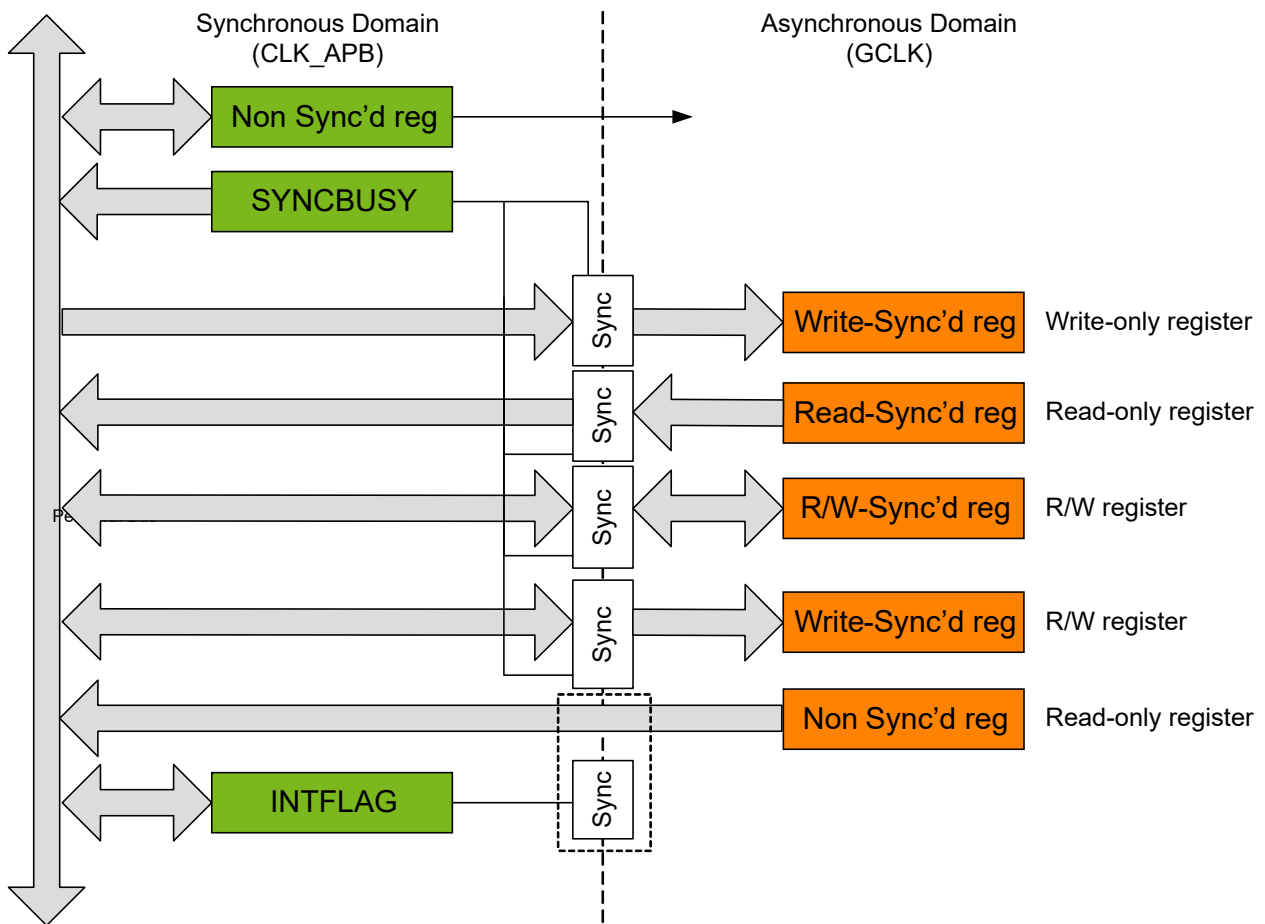 Synchronous Domain
(CLK_APB)
Asynchronous Domain
(GCLK)
Non Sync’d reg
SYNCBUSY
Sync
Write-Sync’d reg
Write-only register
Sync
Read-Sync’d reg
Read-only register
Sync
R/W-Sync’d reg
R/W register
Sync
Write-Sync’d reg
R/W register
Non Sync’d reg
Read-only register
INTFLAG
Sync